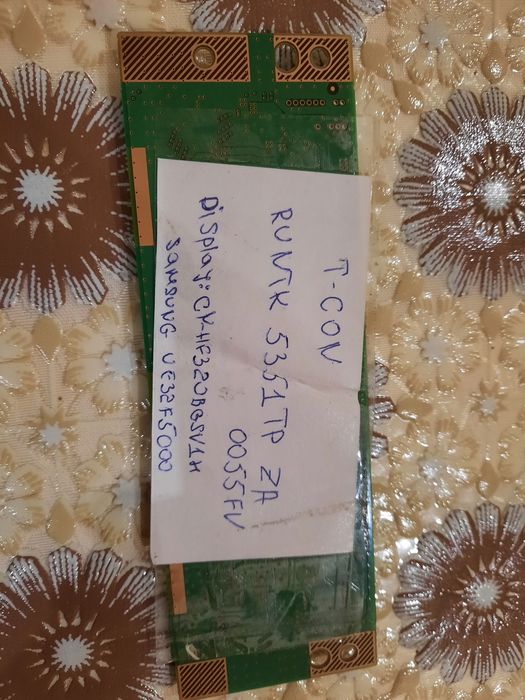 T-CON
RUNTK 5351TP ZA
0055FV
Display: CY-HF320BGSV1H
SAMSUNG UE32F5000